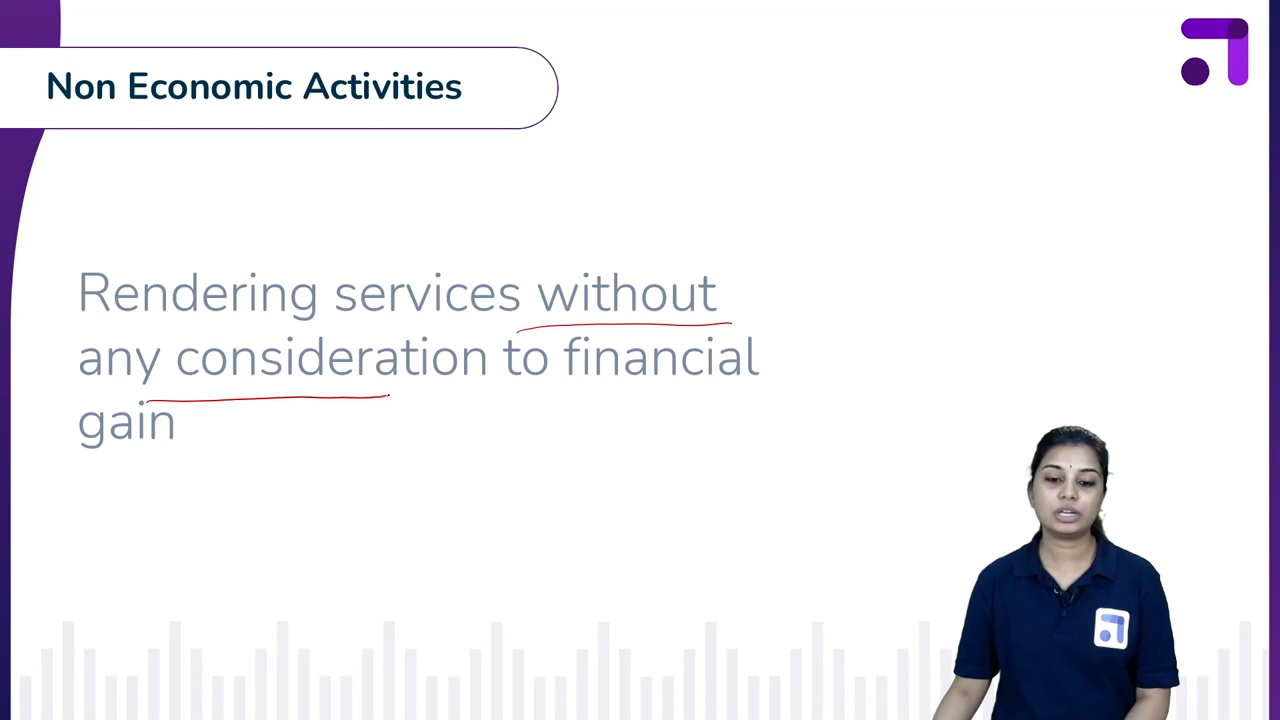 Non Economic Activities
Rendering services without
any consideration to financial
gain